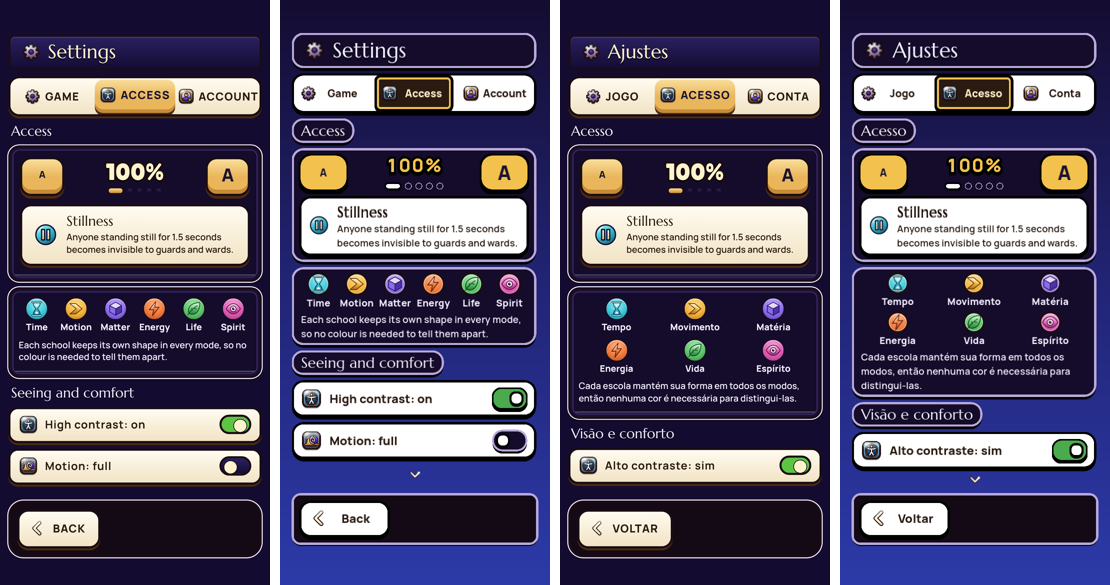 Settings
GAME
ACCESS
ACCOUNT
Access
A
100%
A
Stillness
Anyone standing still for 1.5 seconds
becomes invisible to guards and wards.
Time
Motion
Matter
Energy
Life
Spirit
Each school keeps its own shape in every mode, so no
colour is needed to tell them apart.
Seeing and comfort
High contrast: on
Motion: full
BACK
Settings
Game
Access
Account
Access
A
100%
A
Stillness
Anyone standing still for 1.5 seconds
becomes invisible to guards and wards.
Time
Motion
Matter
Energy
Life
Spirit
Each school keeps its own shape in every mode,
so no colour is needed to tell them apart.
Seeing and comfort
High contrast: on
Motion: full
Back
Ajustes
JOGO
ACESSO
CONTA
Acesso
A
100%
A
Stillness
Anyone standing still for 1.5 seconds
becomes invisible to guards and wards.
Tempo
Movimento
Matéria
Energia
Vida
Espírito
Cada escola mantém sua forma em todos os modos,
então nenhuma cor é necessária para distingui-las.
Visão e conforto
Alto contraste: sim
VOLTAR
Ajustes
Jogo
Acesso
Conta
Acesso
A
100%
A
Stillness
Anyone standing still for 1.5 seconds
becomes invisible to guards and wards.
Tempo
Movimento
Matéria
Energia
Vida
Espírito
Cada escola mantém sua forma em todos os
modos, então nenhuma cor é necessária para
distingui-las.
Visão e conforto
Alto contraste: sim
Voltar